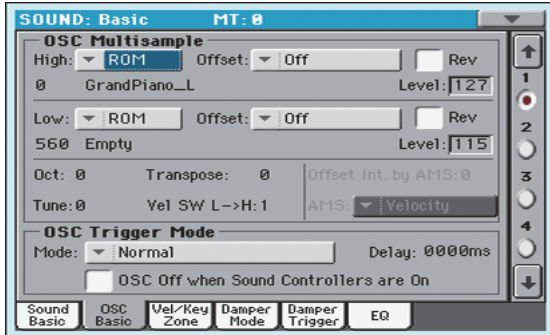 SOUND: Basic MT: 0
OSC Multisample
High: ROM Offset: Off Rev
0 GrandPiano_L Level: 127
Low: ROM Offset: Off Rev
560 Empty Level: 115
Oct: 0 Transpose: 0 Offset Int. by AMS: 0
Tune: 0 Vel SW L->H: 1 AMS: Velocity
OSC Trigger Mode
Mode: Normal Delay: 0000ms
OSC Off when Sound Controllers are On
1
2
3
4
Sound Basic
OSC Basic
Vel/Key Zone
Damper Mode
Damper Trigger
EQ